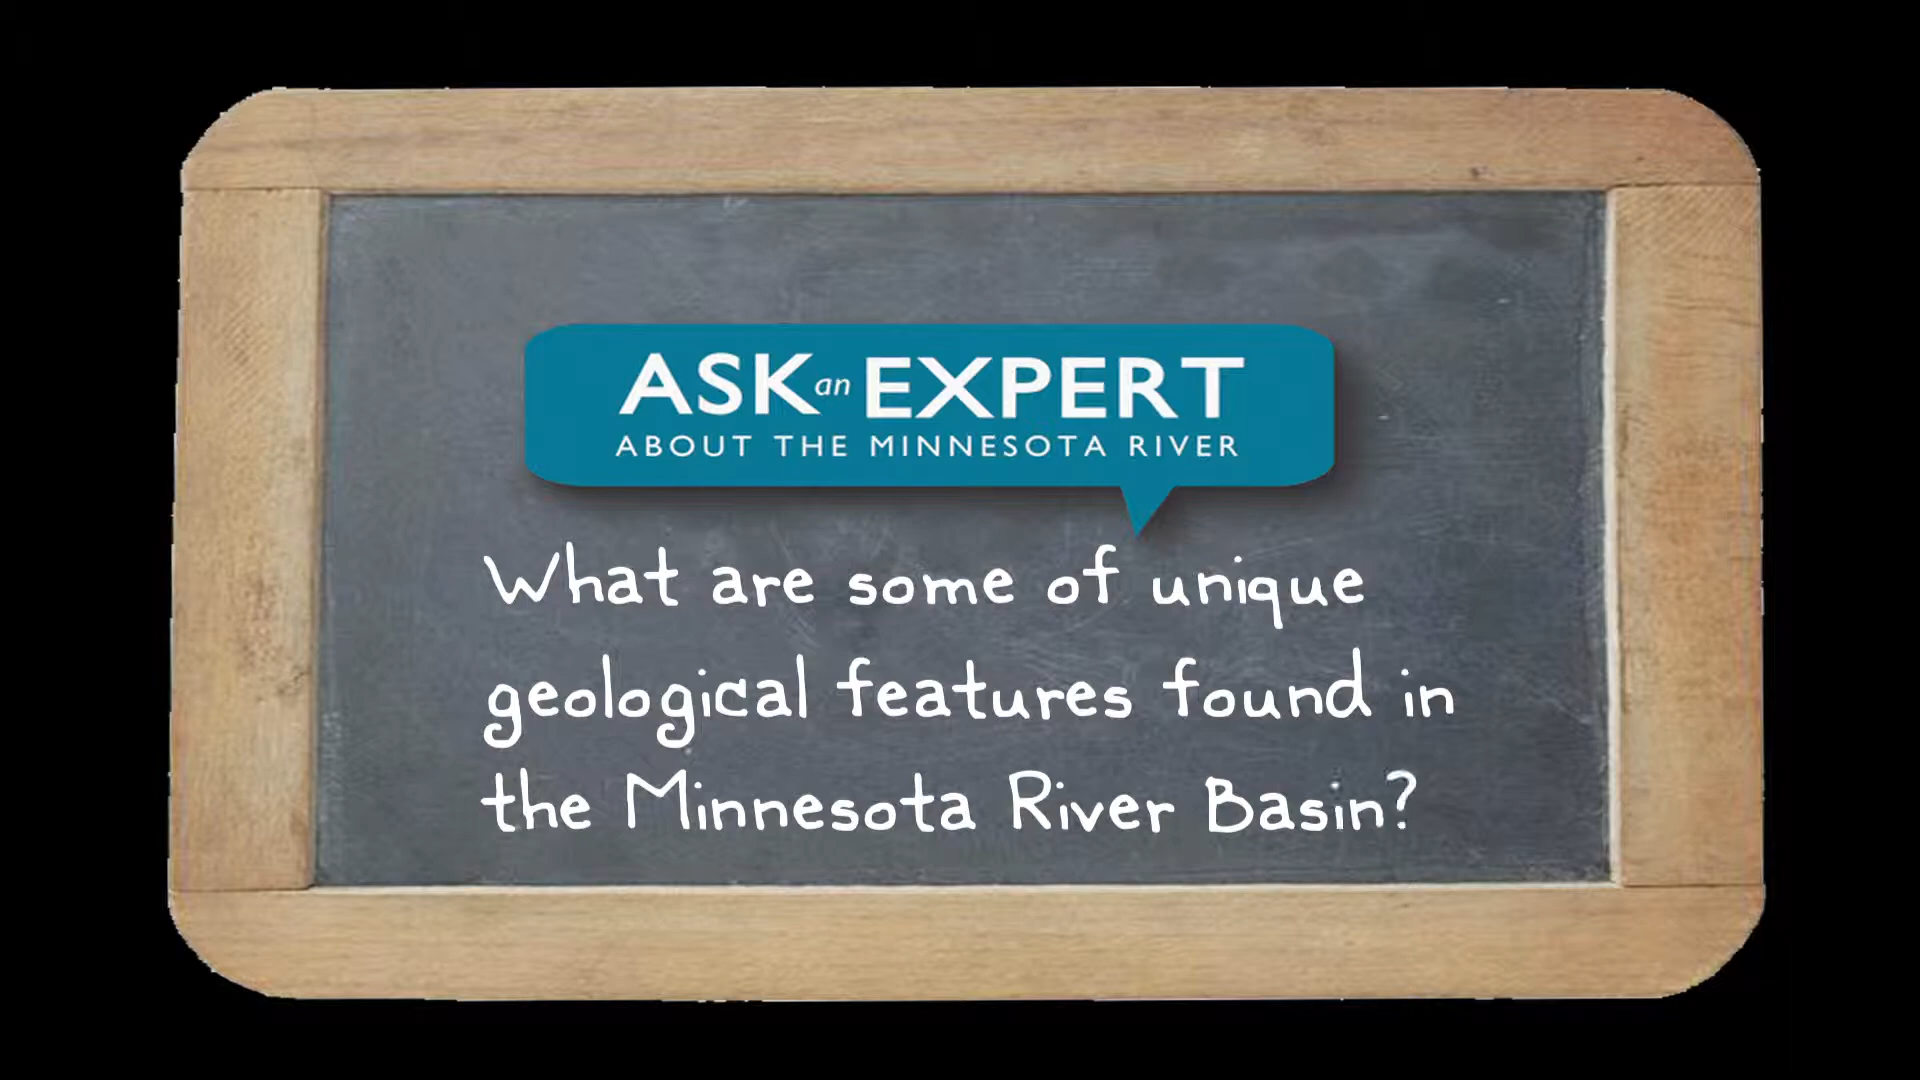 ASK an EXPERT
ABOUT THE MINNESOTA RIVER
What are some of unique
geological features found in
the Minnesota River Basin?